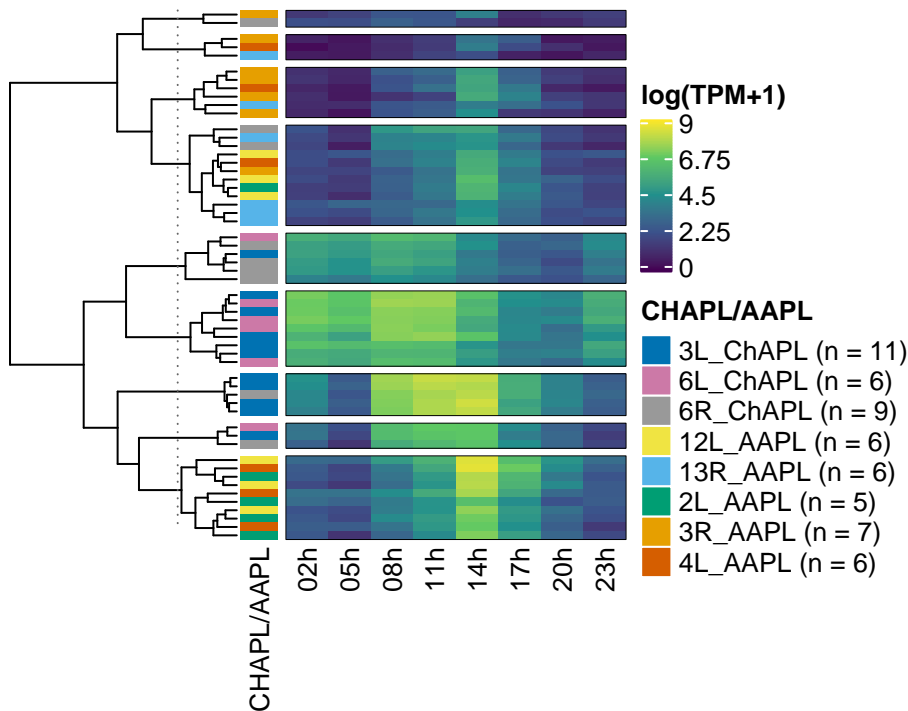 log(TPM+1)
9
6.75
4.5
2.25
0
CHAPL/AAPL
3L_ChAPL (n = 11)
6L_ChAPL (n = 6)
6R_ChAPL (n = 9)
12L_AAPL (n = 6)
13R_AAPL (n = 6)
2L_AAPL (n = 5)
3R_AAPL (n = 7)
4L_AAPL (n = 6)
CHAPL/AAPL
02h
05h
08h
11h
14h
17h
20h
23h